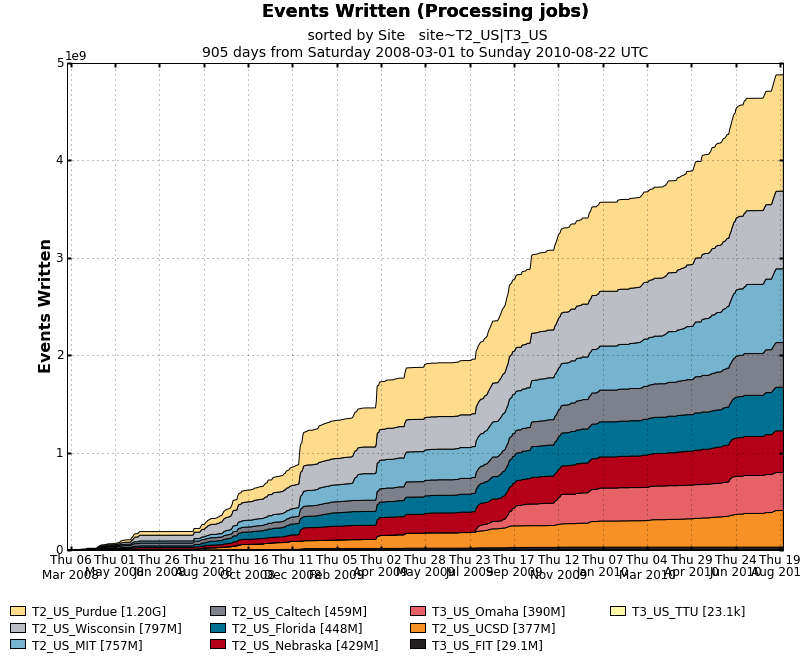 Events Written (Processing jobs)
sorted by Site site~T2_US|T3_US
905 days from Saturday 2008-03-01 to Sunday 2010-08-22 UTC
1e9
5
4
3
2
1
0
Events Written
Thu 06 Thu 01 Thu 26 Thu 21 Thu 16 Thu 11 Thu 05 Thu 02 Thu 28 Thu 23 Thu 17 Thu 12 Thu 07 Thu 04 Thu 29 Thu 24 Thu 19
Mar 2008 May 2008 Jun 2008 Aug 2008 Oct 2008 Dec 2008 Feb 2009 Apr 2009 May 2009 Jul 2009 Sep 2009 Nov 2009 Jan 2010 Mar 2010 Apr 2010 Jun 2010 Aug 2010
T2_US_Purdue [1.20G] T2_US_Caltech [459M] T3_US_Omaha [390M] T3_US_TTU [23.1k]
T2_US_Wisconsin [797M] T2_US_Florida [448M] T2_US_UCSD [377M]
T2_US_MIT [757M] T2_US_Nebraska [429M] T3_US_FIT [29.1M]